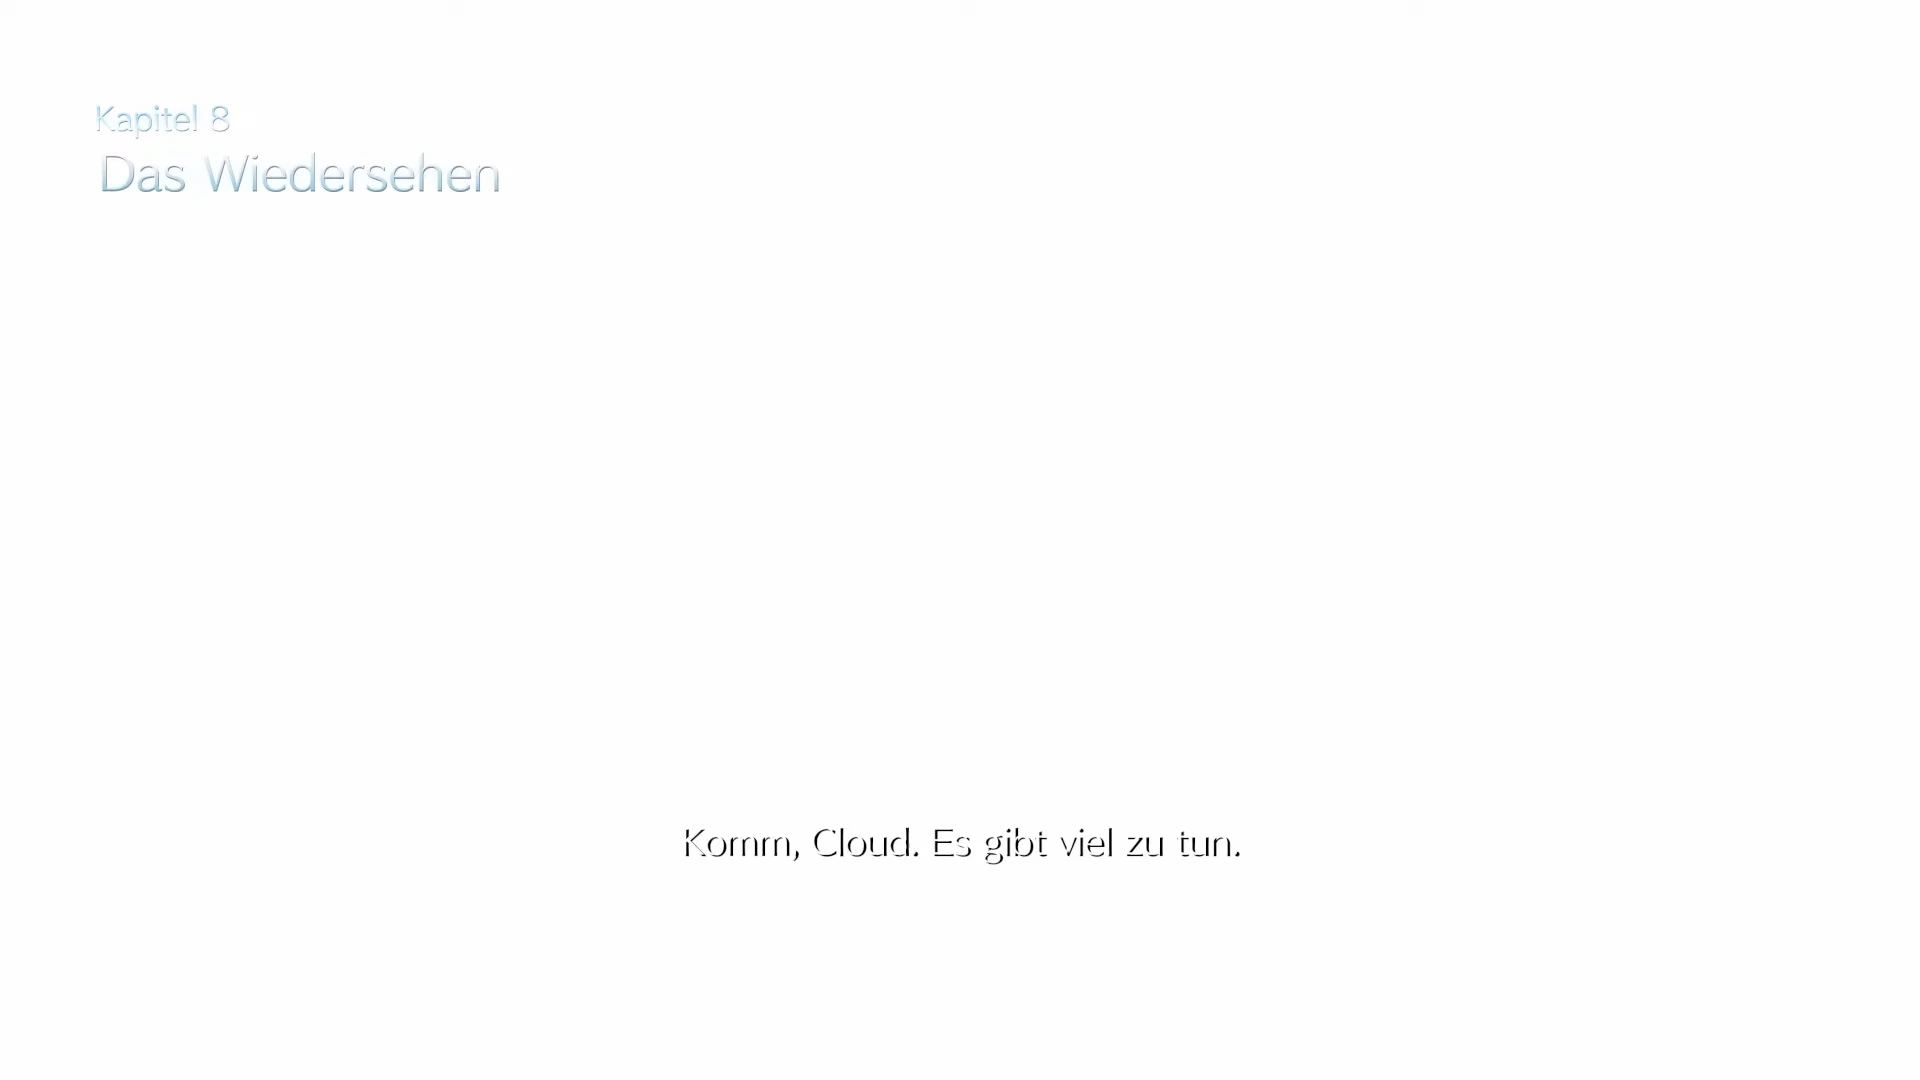 Kapitel 8
Das Wiedersehen
Komm, Cloud. Es gibt viel zu tun.